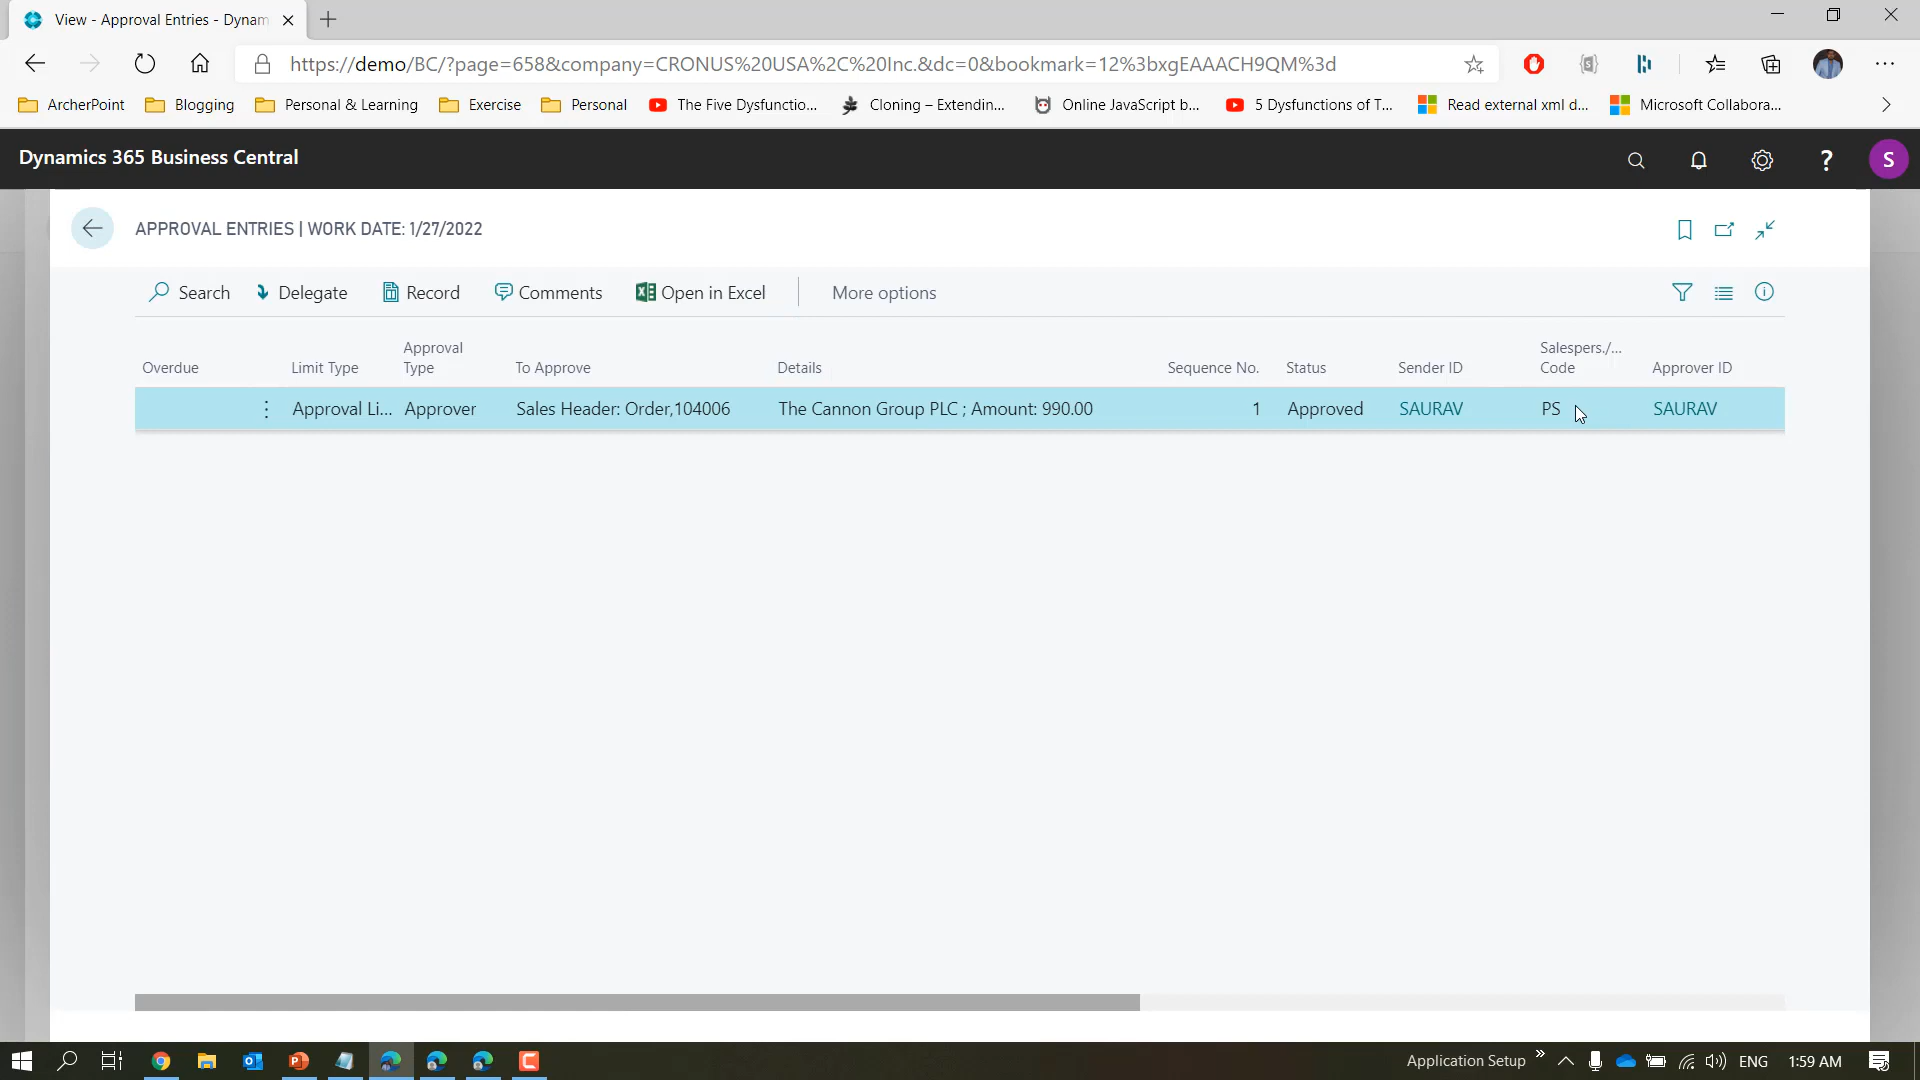 View - Approval Entries - Dynam
https://demo/BC/?page=658&company=CRONUS%20USA%2C%20Inc.&dc=0&bookmark=12%3bxgEAAACH9QM%3d
ArcherPoint Blogging Personal & Learning Exercise Personal The Five Dysfunctio... Cloning – Extendin... Online JavaScript b... 5 Dysfunctions of T... Read external xml d... Microsoft Collabora...
Dynamics 365 Business Central
? S
APPROVAL ENTRIES | WORK DATE: 1/27/2022
Search Delegate Record Comments Open in Excel More options
Overdue Limit Type Approval Type To Approve Details Sequence No. Status Sender ID Salespers./... Code Approver ID
Approval Li... Approver Sales Header: Order,104006 The Cannon Group PLC ; Amount: 990.00 1 Approved SAURAV PS SAURAV
Application Setup ENG 1:59 AM